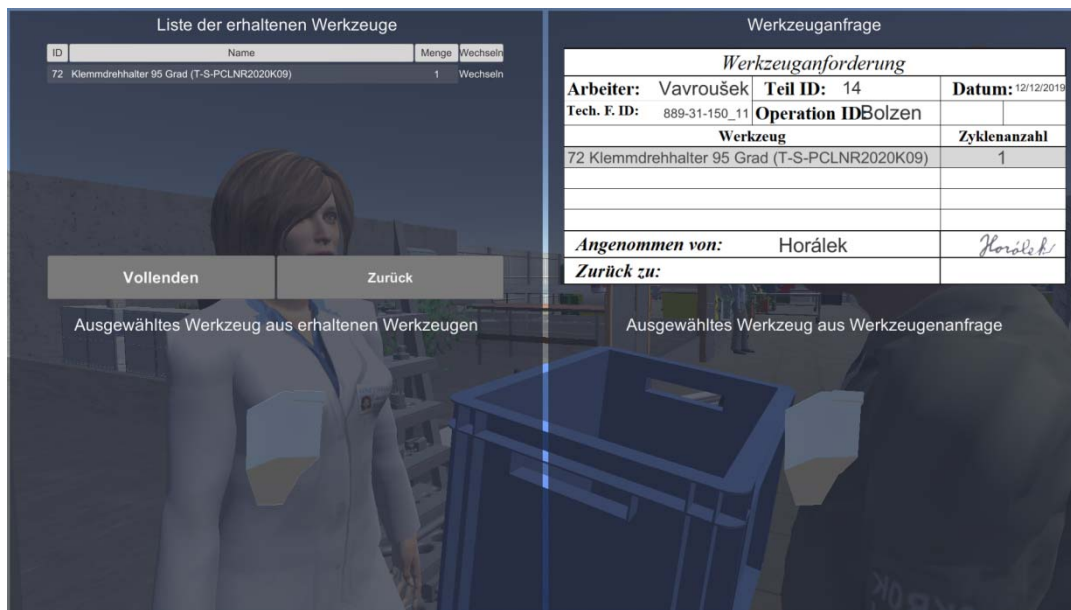 Liste der erhaltenen Werkzeuge
ID Name Menge Wechseln
72 Klemmdrehhalter 95 Grad (T-S-PCLNR2020K09) 1 Wechseln
Vollenden Zurück
Ausgewähltes Werkzeug aus erhaltenen Werkzeugen
Werkzeuganfrage
Werkzeuganforderung
Arbeiter: Vavroušek Teil ID: 14 Datum: 12/12/2019
Tech. F. ID: 889-31-150_11 Operation ID Bolzen
Werkzeug Zyklenanzahl
72 Klemmdrehhalter 95 Grad (T-S-PCLNR2020K09) 1
Angenommen von: Horálek Horálek
Zurück zu:
Ausgewähltes Werkzeug aus Werkzeugenanfrage